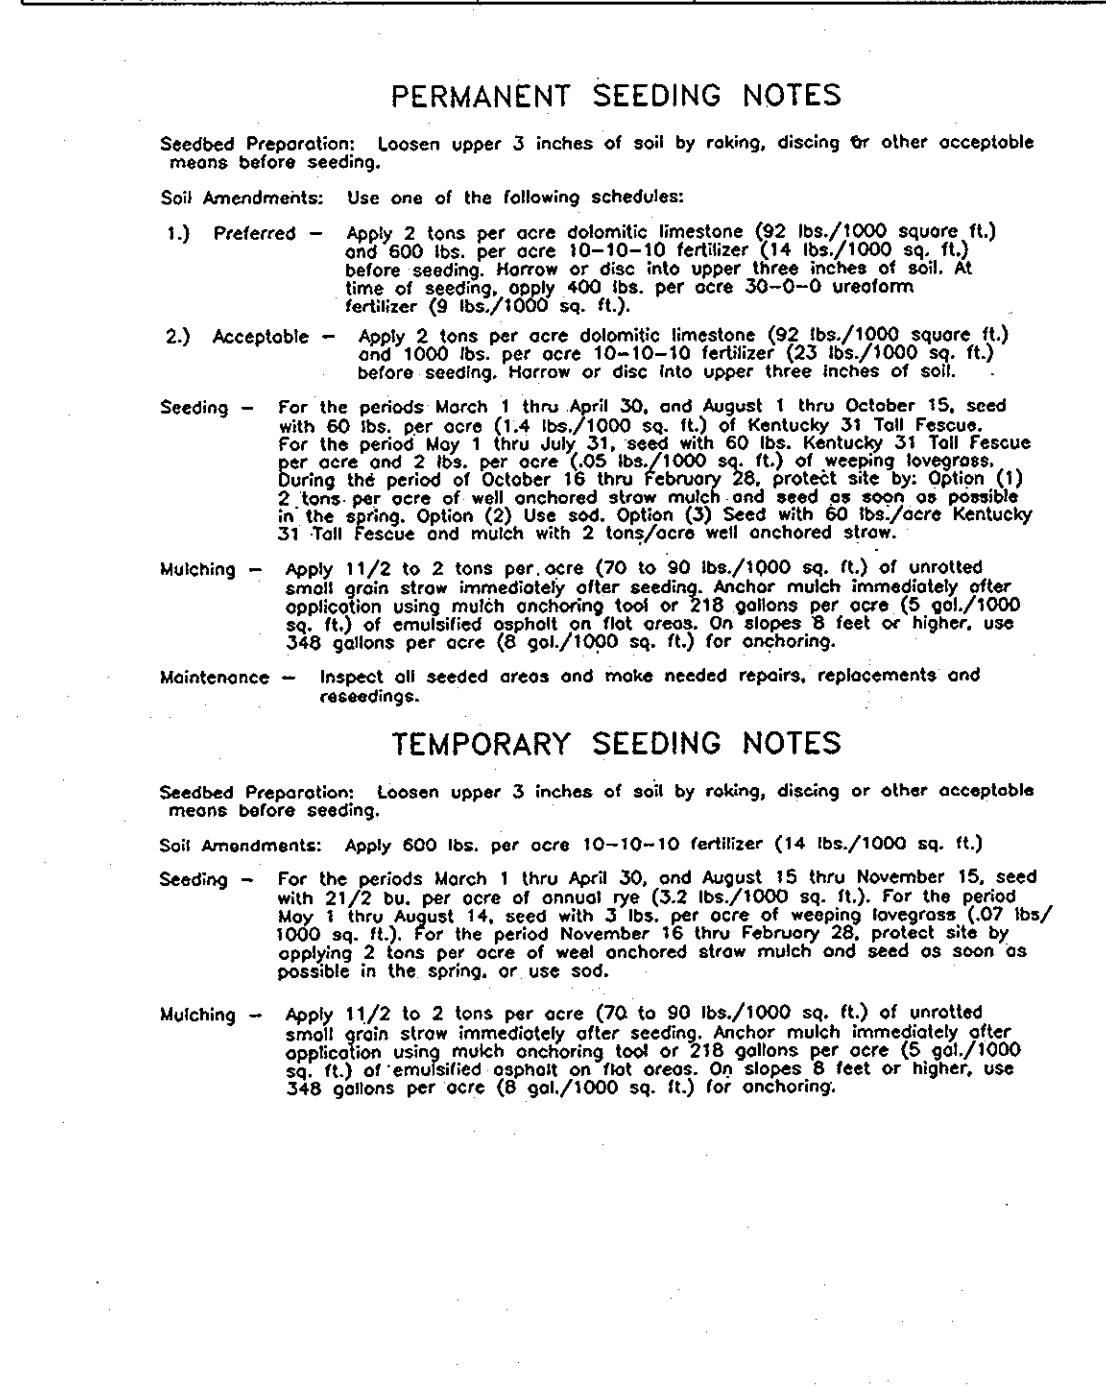 PERMANENT SEEDING NOTES
Seedbed Preparation: Loosen upper 3 inches of soil by raking, discing or other acceptable
means before seeding.
Soil Amendments: Use one of the following schedules:
1.) Preferred – Apply 2 tons per acre dolomitic limestone (92 lbs./1000 square ft.)
and 600 lbs. per acre 10-10-10 fertilizer (14 lbs./1000 sq. ft.)
before seeding. Harrow or disc into upper three inches of soil. At
time of seeding, apply 400 lbs. per acre 30-0-0 ureaform
fertilizer (9 lbs./1000 sq. ft.).
2.) Acceptable – Apply 2 tons per acre dolomitic limestone (92 lbs./1000 square ft.)
and 1000 lbs. per acre 10-10-10 fertilizer (23 lbs./1000 sq. ft.)
before seeding. Harrow or disc into upper three inches of soil.
Seeding – For the periods March 1 thru April 30, and August 1 thru October 15, seed
with 60 lbs. per acre (1.4 lbs./1000 sq. ft.) of Kentucky 31 Tall Fescue.
For the period May 1 thru July 31, seed with 60 lbs. Kentucky 31 Tall Fescue
per acre and 2 lbs. per acre (.05 lbs./1000 sq. ft.) of weeping lovegrass.
During the period of October 16 thru February 28, protect site by: Option (1)
2 tons per acre of well anchored straw mulch and seed as soon as possible
in the spring. Option (2) Use sod. Option (3) Seed with 60 lbs./acre Kentucky
31 Tall Fescue and mulch with 2 tons/acre well anchored straw.
Mulching – Apply 11/2 to 2 tons per acre (70 to 90 lbs./1000 sq. ft.) of unrotted
small grain straw immediately after seeding. Anchor mulch immediately after
application using mulch anchoring tool or 218 gallons per acre (5 gal./1000
sq. ft.) of emulsified asphalt on flat areas. On slopes 8 feet or higher, use
348 gallons per acre (8 gal./1000 sq. ft.) for anchoring.
Maintenance – Inspect all seeded areas and make needed repairs, replacements and
reseedings.
TEMPORARY SEEDING NOTES
Seedbed Preparation: Loosen upper 3 inches of soil by raking, discing or other acceptable
means before seeding.
Soil Amendments: Apply 600 lbs. per acre 10-10-10 fertilizer (14 lbs./1000 sq. ft.)
Seeding – For the periods March 1 thru April 30, and August 15 thru November 15, seed
with 21/2 bu. per acre of annual rye (3.2 lbs./1000 sq. ft.). For the period
May 1 thru August 14, seed with 3 lbs. per acre of weeping lovegrass (.07 lbs/
1000 sq. ft.). For the period November 16 thru February 28, protect site by
applying 2 tons per acre of weel anchored straw mulch and seed as soon as
possible in the spring, or use sod.
Mulching – Apply 11/2 to 2 tons per acre (70 to 90 lbs./1000 sq. ft.) of unrotted
small grain straw immediately after seeding. Anchor mulch immediately after
application using mulch anchoring tool or 218 gallons per acre (5 gal./1000
sq. ft.) of emulsified asphalt on flat areas. On slopes 8 feet or higher, use
348 gallons per acre (8 gal./1000 sq. ft.) for anchoring.